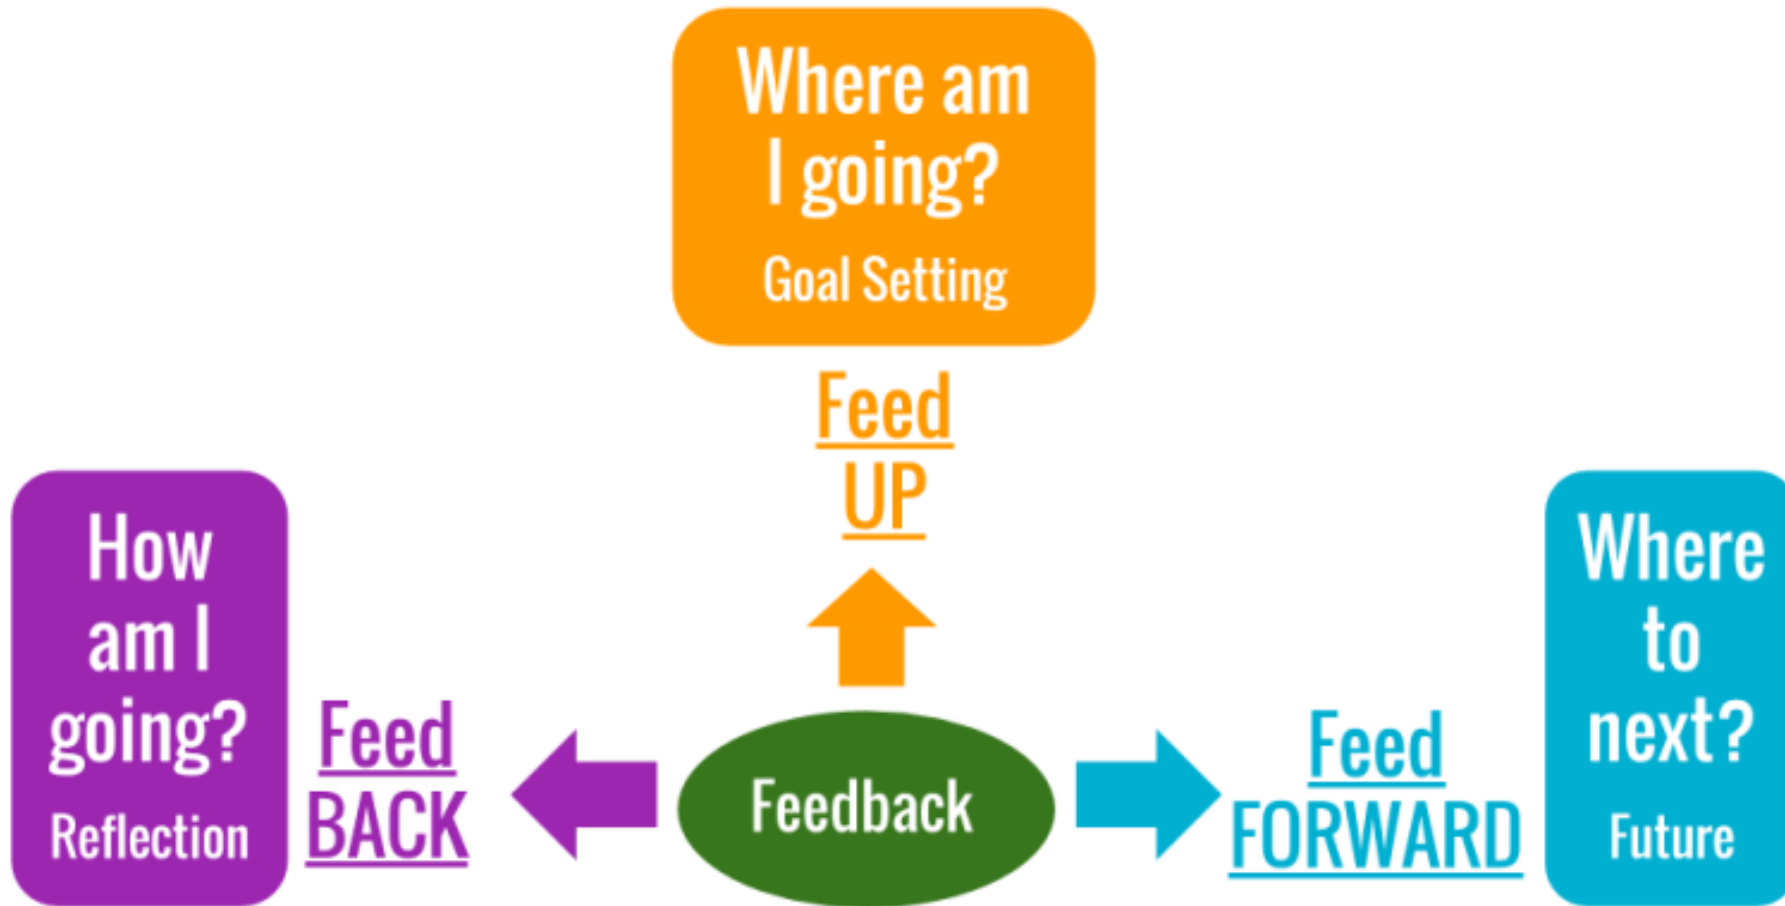 Where am
I going?
Goal Setting
Feed
UP
How
am I
going?
Reflection
Feed
BACK
Feedback
Feed
FORWARD
Where
to
next?
Future